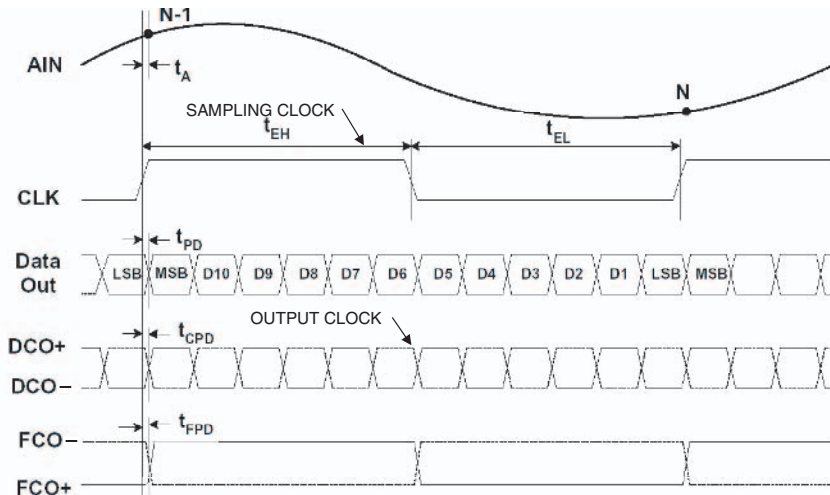 N-1
AIN
tA
N
SAMPLING CLOCK
tEH
tEL
CLK
tPD
Data Out
LSB MSB D10 D9 D8 D7 D6 D5 D4 D3 D2 D1 LSB MSB
OUTPUT CLOCK
DCO+
tCPD
DCO−
tFPD
FCO−
FCO+